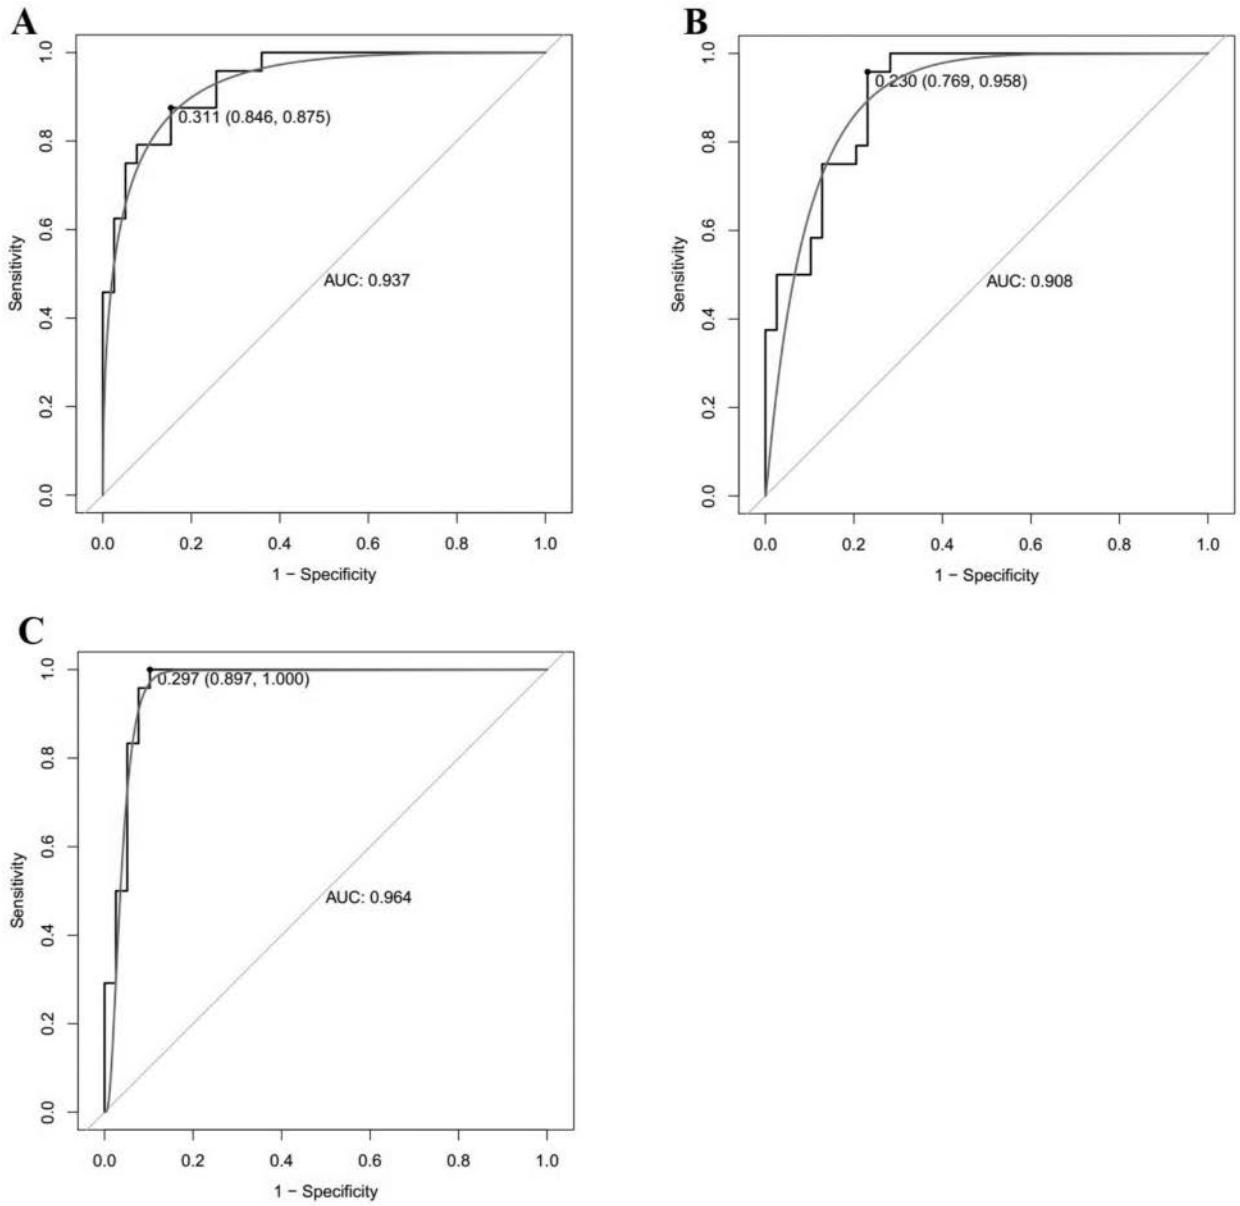 A
1.0
0.8
0.6
0.4
0.2
0.0
Sensitivity
0.311 (0.846, 0.875)
AUC: 0.937
0.0 0.2 0.4 0.6 0.8 1.0
1 − Specificity
B
1.0
0.8
0.6
0.4
0.2
0.0
Sensitivity
0.230 (0.769, 0.958)
AUC: 0.908
0.0 0.2 0.4 0.6 0.8 1.0
1 − Specificity
C
1.0
0.8
0.6
0.4
0.2
0.0
Sensitivity
0.297 (0.897, 1.000)
AUC: 0.964
0.0 0.2 0.4 0.6 0.8 1.0
1 − Specificity